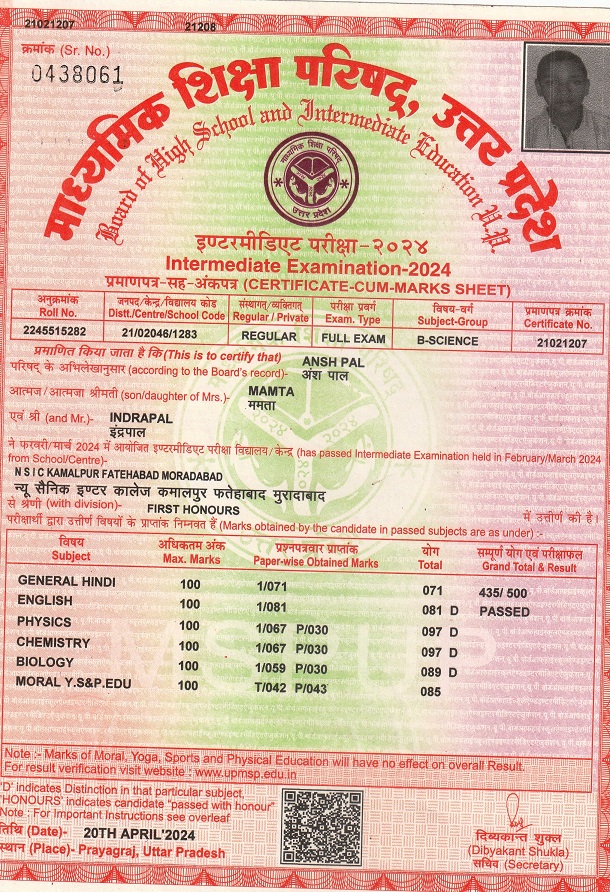 21021207 21208
क्रमांक (Sr. No.)
0438061
माध्यमिक शिक्षा परिषद्, उत्तर प्रदेश
Board of High School and Intermediate Education U.P.
माध्यमिक शिक्षा परिषद्
उत्तर प्रदेश
इण्टरमीडिएट परीक्षा-२०२४
Intermediate Examination-2024
प्रमाणपत्र-सह-अंकपत्र (CERTIFICATE-CUM-MARKS SHEET)
अनुक्रमांक जनपद/केन्द्र/विद्यालय कोड संस्थागत/व्यक्तिगत परीक्षा प्रवर्ग विषय-वर्ग प्रमाणपत्र क्रमांक
Roll No. Distt./Centre/School Code Regular / Private Exam. Type Subject-Group Certificate No.
2245515282 21/02046/1283 REGULAR FULL EXAM B-SCIENCE 21021207
प्रमाणित किया जाता है कि (This is to certify that) ANSH PAL
परिषद् के अभिलेखानुसार (according to the Board's record)- अंश पाल
आत्मज / आत्मजा श्रीमती (son/daughter of Mrs.)- MAMTA
ममता
एवं श्री (and Mr.)- INDRAPAL
इंद्रपाल
ने फरवरी/मार्च 2024 में आयोजित इण्टरमीडिएट परीक्षा विद्यालय/ केन्द्र (has passed Intermediate Examination held in February/March 2024
from School/Centre)-
N S I C KAMALPUR FATEHABAD MORADABAD
न्यू सैनिक इण्टर कालेज कमालपुर फतेहाबाद मुरादाबाद
से श्रेणी (with division)- FIRST HONOURS में उत्तीर्ण की है।
परीक्षार्थी द्वारा उत्तीर्ण विषयों के प्राप्तांक निम्नवत हैं (Marks obtained by the candidate in passed subjects are as under) :-
विषय अधिकतम अंक प्रश्नपत्रवार प्राप्तांक योग सम्पूर्ण योग एवं परीक्षाफल
Subject Max. Marks Paper-wise Obtained Marks Total Grand Total & Result
GENERAL HINDI 100 1/071 071 435/ 500
ENGLISH 100 1/081 081 D PASSED
PHYSICS 100 1/067 P/030 097 D
CHEMISTRY 100 1/067 P/030 097 D
BIOLOGY 100 1/059 P/030 089 D
MORAL Y.S&P.EDU 100 T/042 P/043 085
MSP UP
Note :- Marks of Moral, Yoga, Sports and Physical Education will have no effect on overall Result.
For result verification visit website : www.upmsp.edu.in
'D' indicates Distinction in that particular subject,
'HONOURS' indicates candidate "passed with honour"
Note : For Important Instructions see overleaf
तिथि (Date)- 20TH APRIL'2024
स्थान (Place)- Prayagraj, Uttar Pradesh
दिव्यकान्त शुक्ल
(Dibyakant Shukla)
सचिव (Secretary)